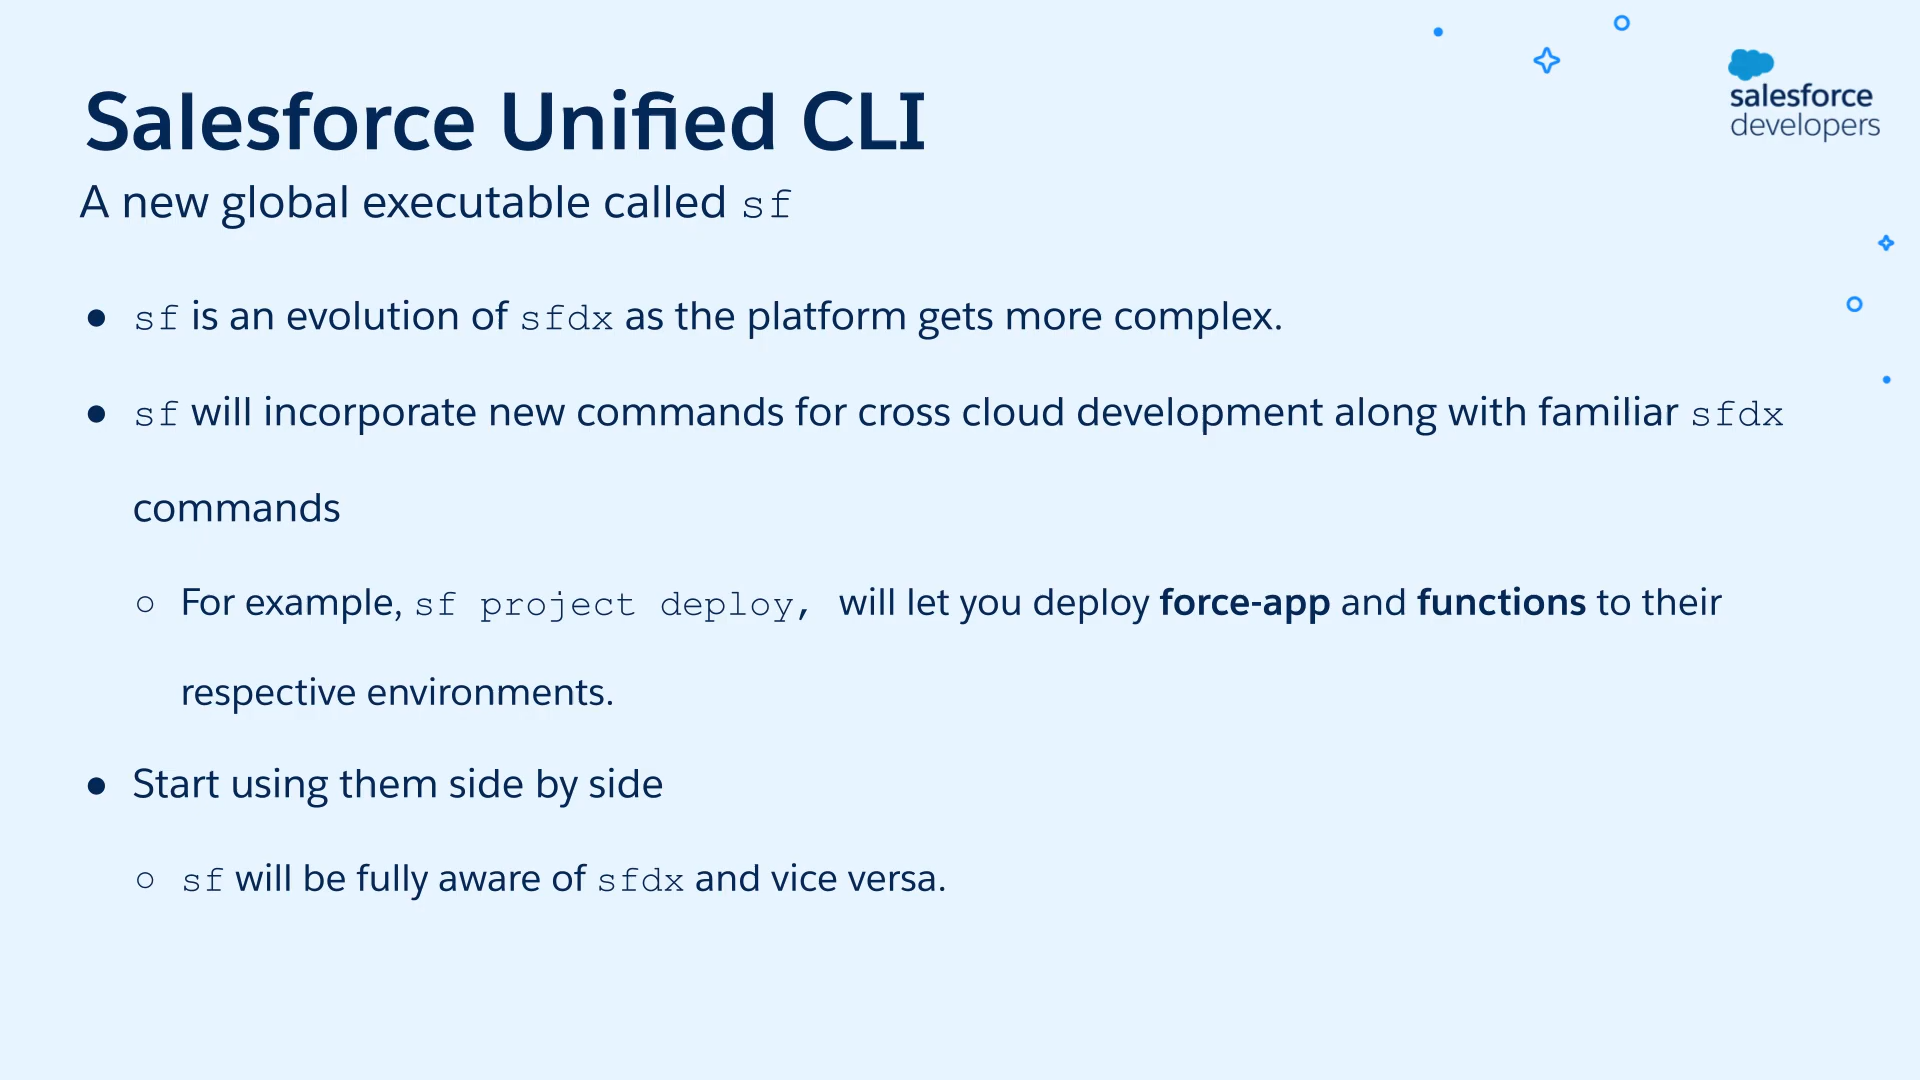 Salesforce Unified CLI
A new global executable called sf
● sf is an evolution of sfdx as the platform gets more complex.
● sf will incorporate new commands for cross cloud development along with familiar sfdx
commands
○ For example, sf project deploy, will let you deploy force-app and functions to their
respective environments.
● Start using them side by side
○ sf will be fully aware of sfdx and vice versa.
salesforce
developers